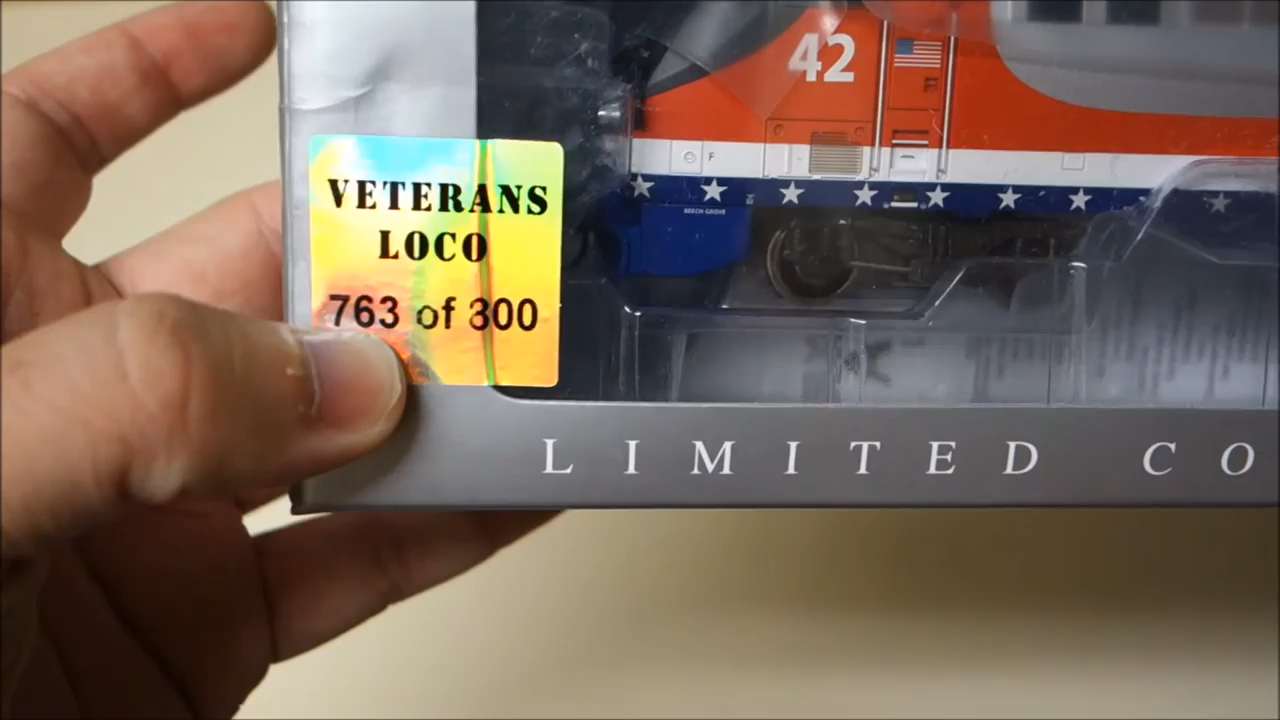 42
F
BEECH GROVE
VETERANS
LOCO
763 of 300
LIMITED CO